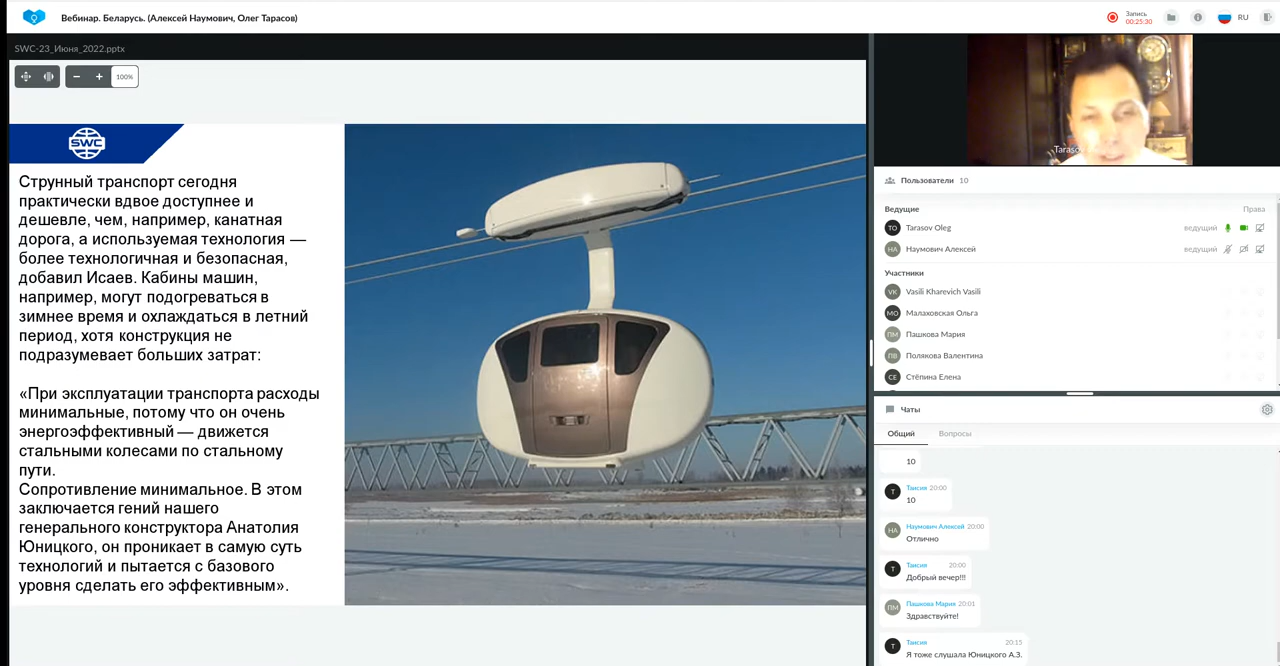 Вебинар. Беларусь. (Алексей Наумович, Олег Тарасов)
Запись
00:25:30
RU
SWC-23_Июня_2022.pptx
100%
SWC
Струнный транспорт сегодня
практически вдвое доступнее и
дешевле, чем, например, канатная
дорога, а используемая технология —
более технологичная и безопасная,
добавил Исаев. Кабины машин,
например, могут подогреваться в
зимнее время и охлаждаться в летний
период, хотя конструкция не
подразумевает больших затрат:
«При эксплуатации транспорта расходы
минимальные, потому что он очень
энергоэффективный — движется
стальными колесами по стальному
пути.
Сопротивление минимальное. В этом
заключается гений нашего
генерального конструктора Анатолия
Юницкого, он проникает в самую суть
технологий и пытается с базового
уровня сделать его эффективным».
Пользователи 10
Ведущие Права
TO Tarasov Oleg ведущий
НА Наумович Алексей ведущий
Участники
VK Vasili Kharevich Vasili
МО Малаховская Ольга
ПМ Пашкова Мария
ПВ Полякова Валентина
СЕ Стёпина Елена
Чаты
Общий Вопросы
10
Т Таисия 20:00
10
НА Наумович Алексей 20:00
Отлично
Т Таисия 20:00
Добрый вечер!!!
ПМ Пашкова Мария 20:01
Здравствуйте!
Т Таисия 20:15
Я тоже слушала Юницкого А.З.